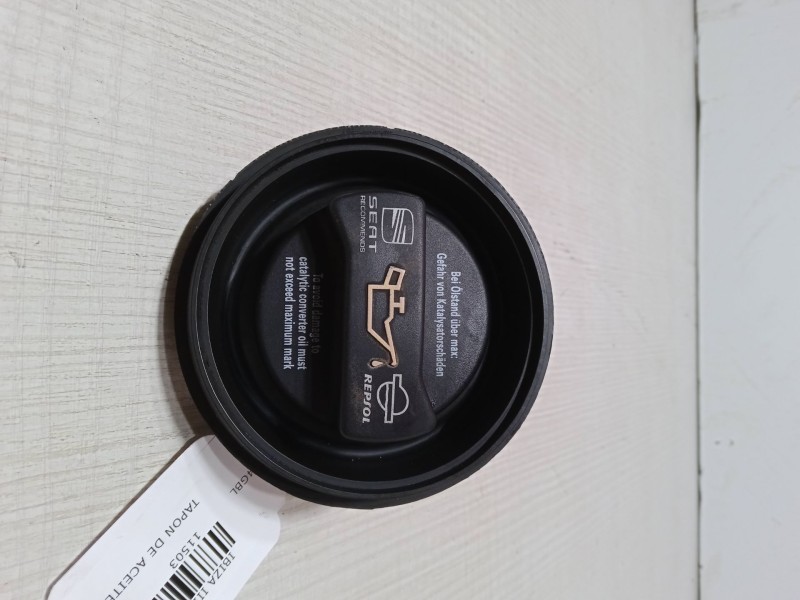 SEAT
RECOMMENDS
Bei Ölstand über max:
Gefahr von Katalysatorschäden
REPSOL
To avoid damage to
catalytic converter oil must
not exceed maximum mark
TAPON DE ACEITE
11503
IBIZA